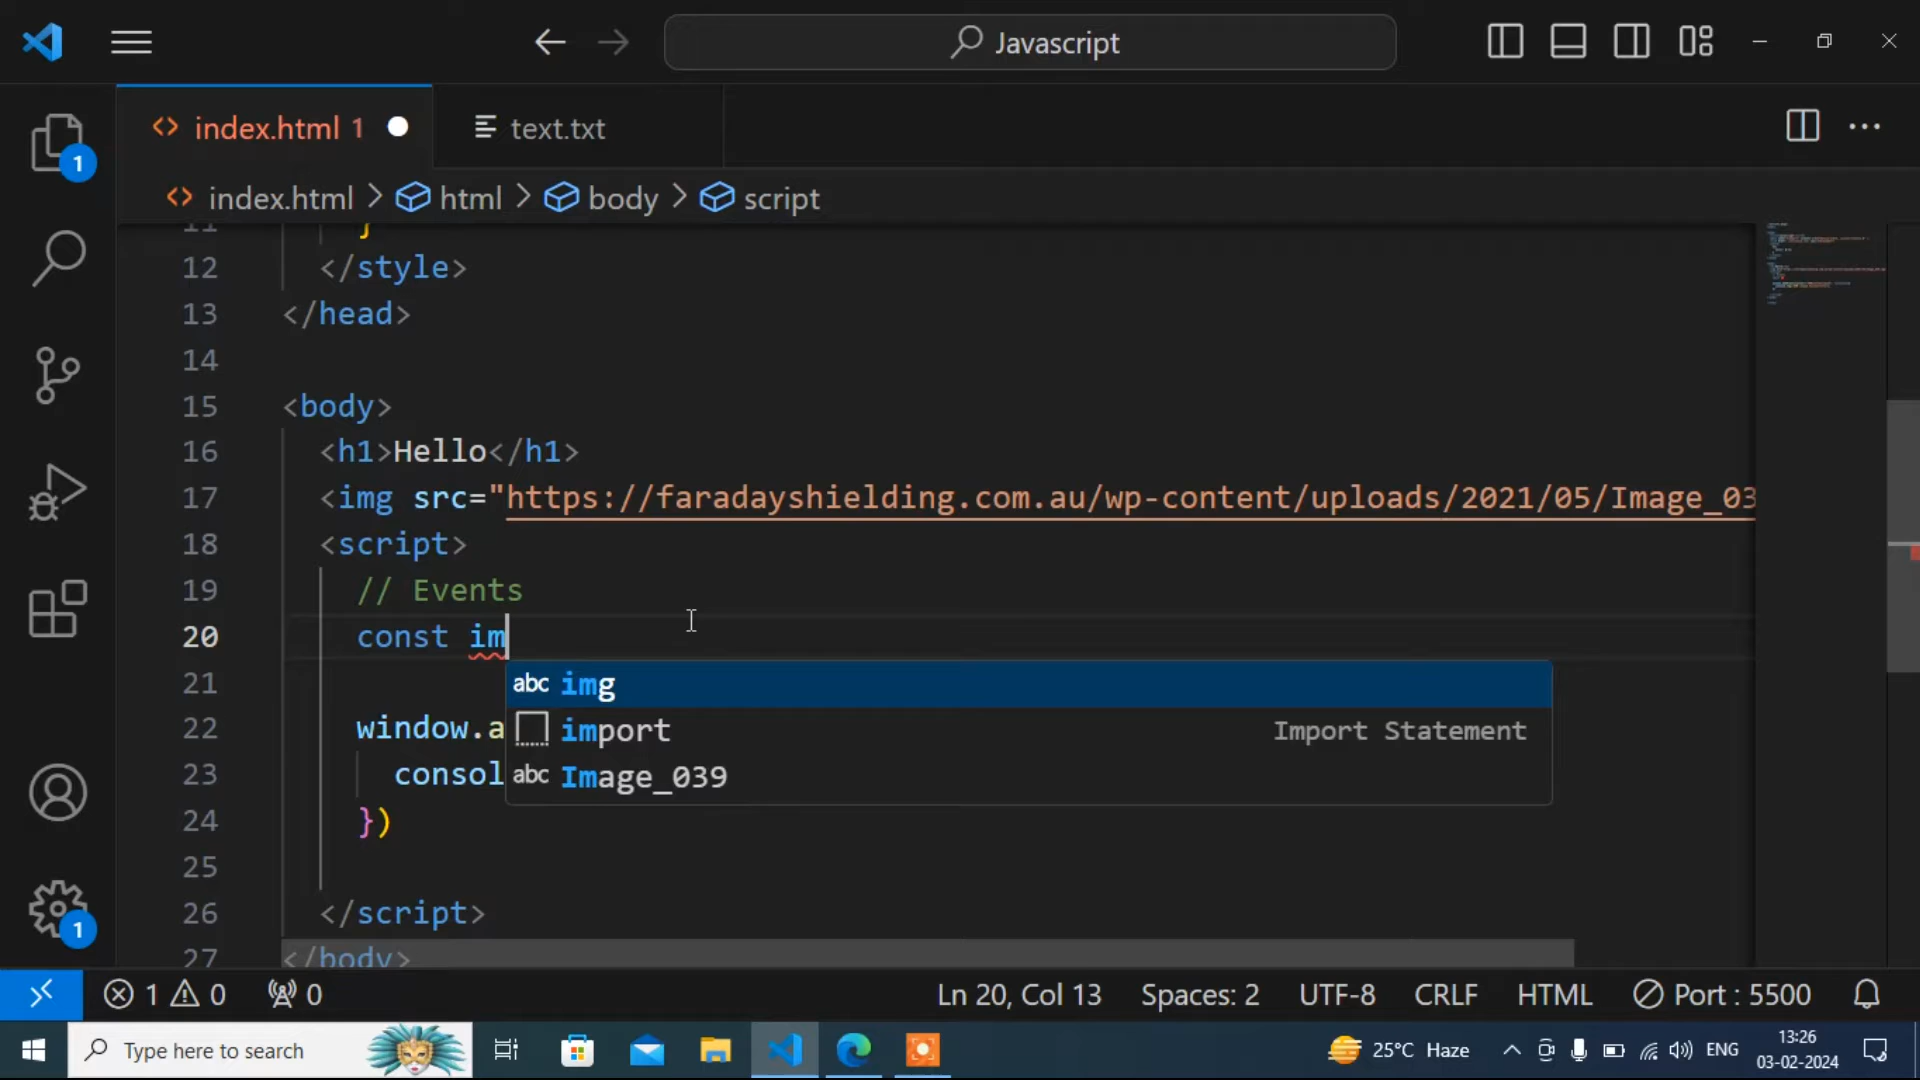 Javascript
index.html 1
text.txt
index.html > html > body > script
11 }
12 </style>
13 </head>
14
15 <body>
16 <h1>Hello</h1>
17 <img src="https://faradayshielding.com.au/wp-content/uploads/2021/05/Image_03
18 <script>
19 // Events
20 const im
abc img
import Import Statement
abc Image_039
21
22 window.a
23 consol
24 })
25
26 </script>
27 </body>
1
1
1 0 0
Ln 20, Col 13 Spaces: 2 UTF-8 CRLF HTML Port : 5500
Type here to search
25°C Haze
ENG
13:26
03-02-2024